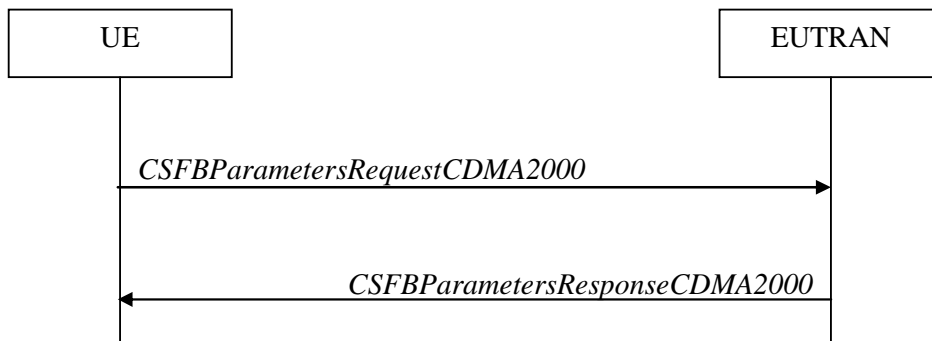 UE
EUTRAN
CSFBParametersRequestCDMA2000
CSFBParametersResponseCDMA2000